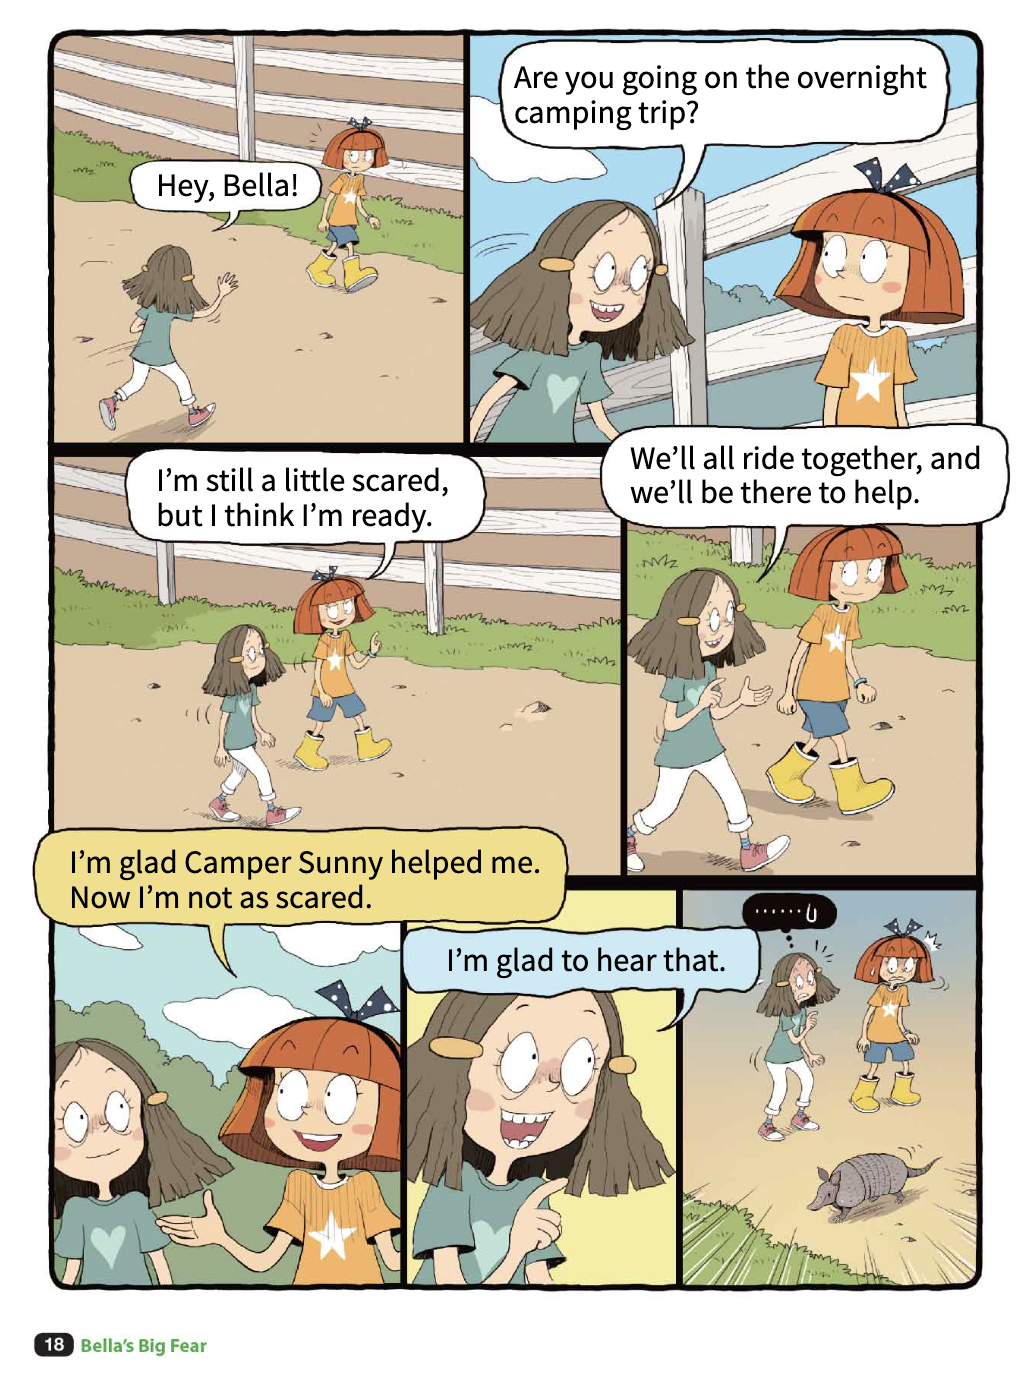 Hey, Bella!
Are you going on the overnight
camping trip?
I'm still a little scared,
but I think I'm ready.
We'll all ride together, and
we'll be there to help.
I'm glad Camper Sunny helped me.
Now I'm not as scared.
I'm glad to hear that.
18 Bella's Big Fear